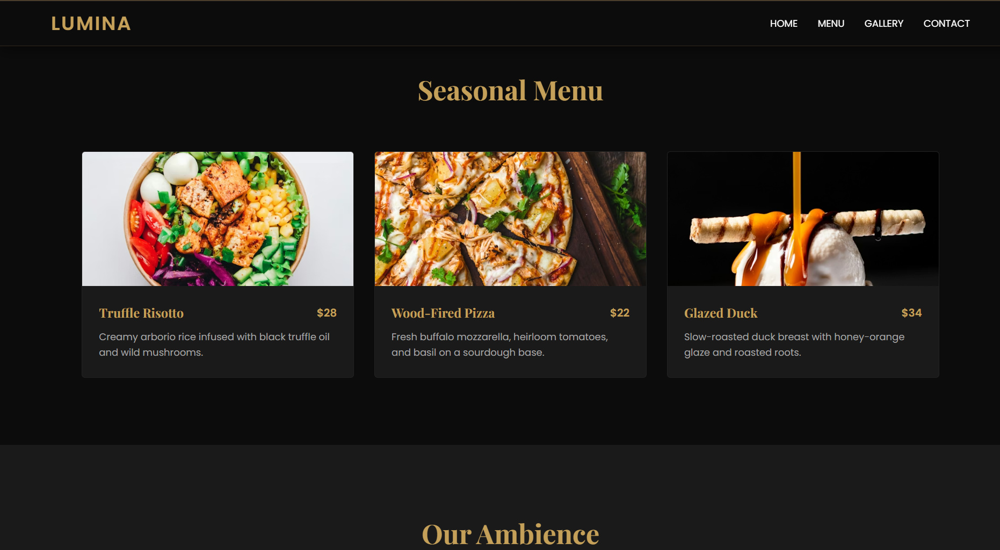 LUMINA
HOME MENU GALLERY CONTACT
Seasonal Menu
Truffle Risotto $28
Creamy arborio rice infused with black truffle oil
and wild mushrooms.
Wood-Fired Pizza $22
Fresh buffalo mozzarella, heirloom tomatoes,
and basil on a sourdough base.
Glazed Duck $34
Slow-roasted duck breast with honey-orange
glaze and roasted roots.
Our Ambience